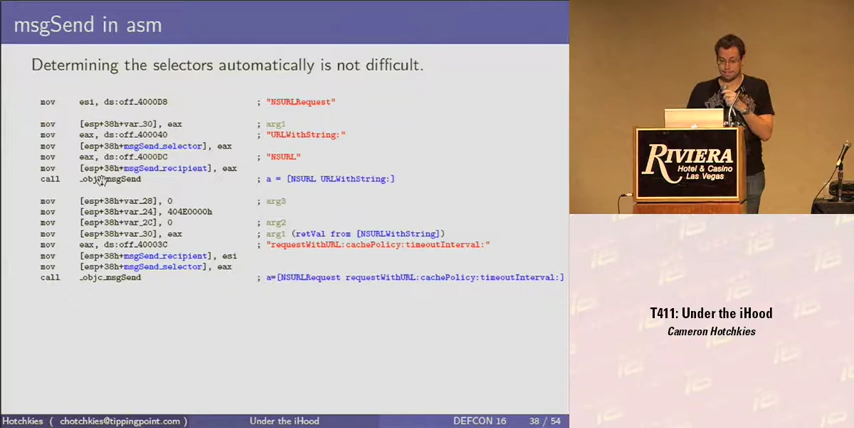 msgSend in asm
Determining the selectors automatically is not difficult.
mov esi, ds:off_4000D8 ; "NSURLRequest"
mov [esp+38h+var_30], eax ; arg1
mov eax, ds:off_400040 ; "URLWithString:"
mov [esp+38h+msgSend_selector], eax
mov eax, ds:off_4000DC ; "NSURL"
mov [esp+38h+msgSend_recipient], eax
call _objc_msgSend ; a = [NSURL URLWithString:]
mov [esp+38h+var_28], 0 ; arg3
mov [esp+38h+var_24], 404E0000h
mov [esp+38h+var_2C], 0 ; arg2
mov [esp+38h+var_30], eax ; arg1 (retVal from [NSURLWithString])
mov eax, ds:off_40003C ; "requestWithURL:cachePolicy:timeoutInterval:"
mov [esp+38h+msgSend_recipient], esi
mov [esp+38h+msgSend_selector], eax
call _objc_msgSend ; a=[NSURLRequest requestWithURL:cachePolicy:timeoutInterval:]
Hotchkies ( chotchkies@tippingpoint.com ) Under the iHood DEFCON 16 38 / 54
RIVIERA
Hotel & Casino
Las Vegas
T411: Under the iHood
Cameron Hotchkies